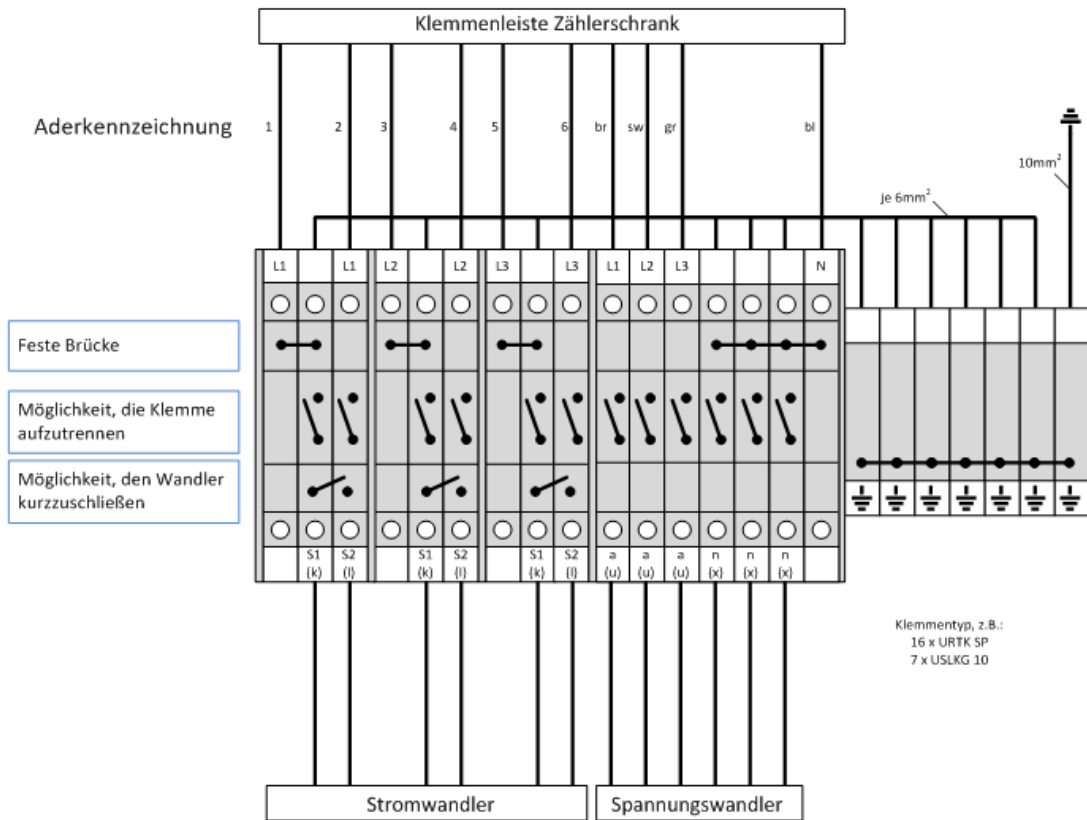 Klemmenleiste Zählerschrank
Aderkennzeichnung
1 2 3 4 5 6 br sw gr bl
10mm²
je 6mm²
L1 L1 L2 L2 L3 L3 L1 L2 L3 N
Feste Brücke
Möglichkeit, die Klemme
aufzutrennen
Möglichkeit, den Wandler
kurzzuschließen
S1 S2 S1 S2 S1 S2 a a a n n n
(k) (l) (k) (l) (k) (l) (u) (u) (u) (x) (x) (x)
Klemmentyp, z.B.:
16 x URTK SP
7 x USLKG 10
Stromwandler
Spannungswandler